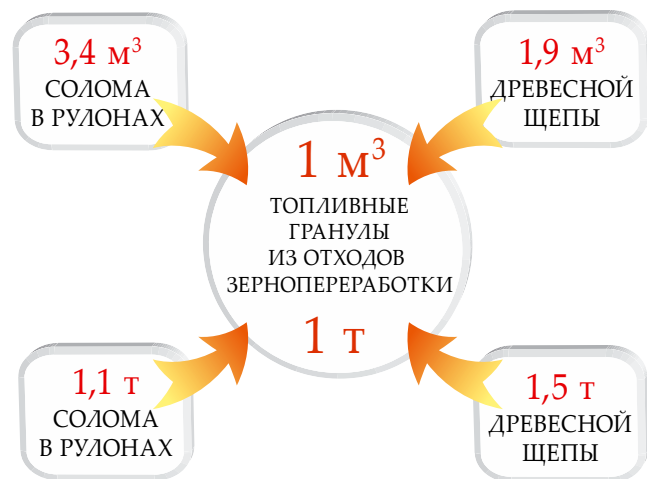 3,4 м³
СОЛОМА
В РУЛОНАХ
1,9 м³
ДРЕВЕСНОЙ
ЩЕПЫ
1 м³
ТОПЛИВНЫЕ
ГРАНУЛЫ
ИЗ ОТХОДОВ
ЗЕРНОПЕРЕРАБОТКИ
1 т
1,1 т
СОЛОМА
В РУЛОНАХ
1,5 т
ДРЕВЕСНОЙ
ЩЕПЫ